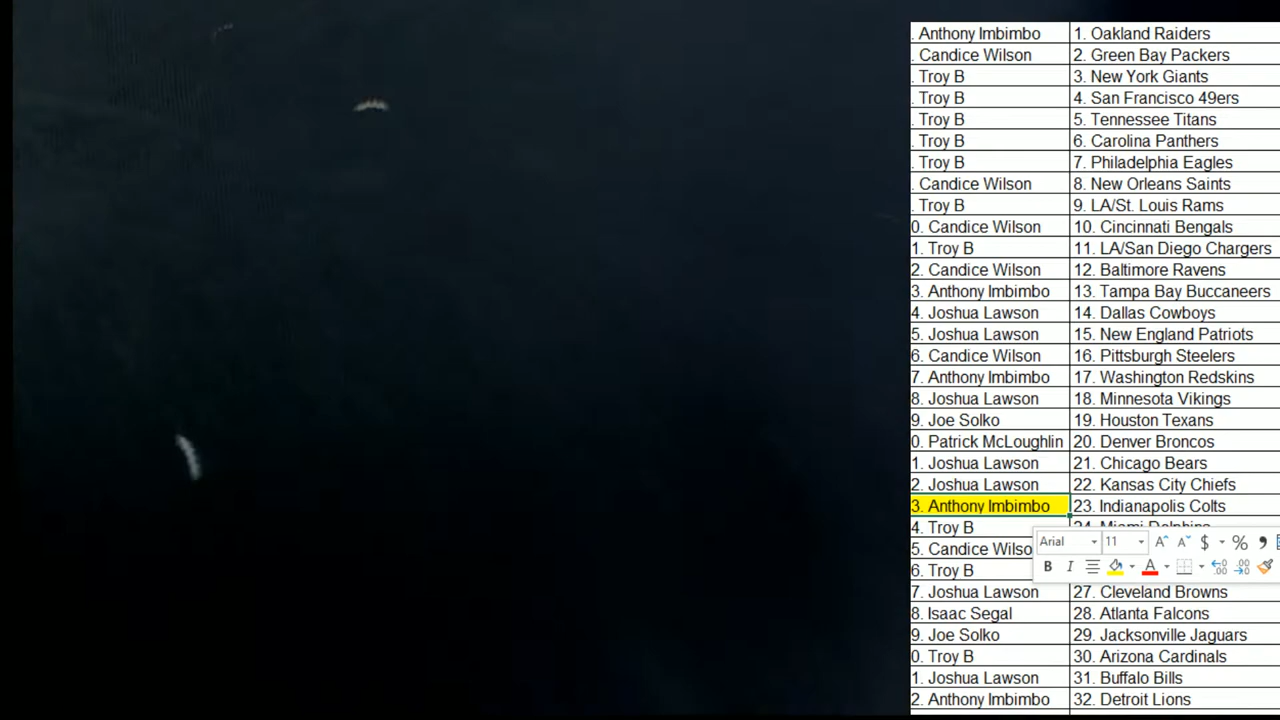 . Anthony Imbimbo 1. Oakland Raiders
. Candice Wilson 2. Green Bay Packers
. Troy B 3. New York Giants
. Troy B 4. San Francisco 49ers
. Troy B 5. Tennessee Titans
. Troy B 6. Carolina Panthers
. Troy B 7. Philadelphia Eagles
. Candice Wilson 8. New Orleans Saints
. Troy B 9. LA/St. Louis Rams
0. Candice Wilson 10. Cincinnati Bengals
1. Troy B 11. LA/San Diego Chargers
2. Candice Wilson 12. Baltimore Ravens
3. Anthony Imbimbo 13. Tampa Bay Buccaneers
4. Joshua Lawson 14. Dallas Cowboys
5. Joshua Lawson 15. New England Patriots
6. Candice Wilson 16. Pittsburgh Steelers
7. Anthony Imbimbo 17. Washington Redskins
8. Joshua Lawson 18. Minnesota Vikings
9. Joe Solko 19. Houston Texans
0. Patrick McLoughlin 20. Denver Broncos
1. Joshua Lawson 21. Chicago Bears
2. Joshua Lawson 22. Kansas City Chiefs
3. Anthony Imbimbo 23. Indianapolis Colts
4. Troy B 24. Miami Dolphins
5. Candice Wilso
6. Troy B
Arial 11 A A $ %
B I A .00 .00
7. Joshua Lawson 27. Cleveland Browns
8. Isaac Segal 28. Atlanta Falcons
9. Joe Solko 29. Jacksonville Jaguars
0. Troy B 30. Arizona Cardinals
1. Joshua Lawson 31. Buffalo Bills
2. Anthony Imbimbo 32. Detroit Lions